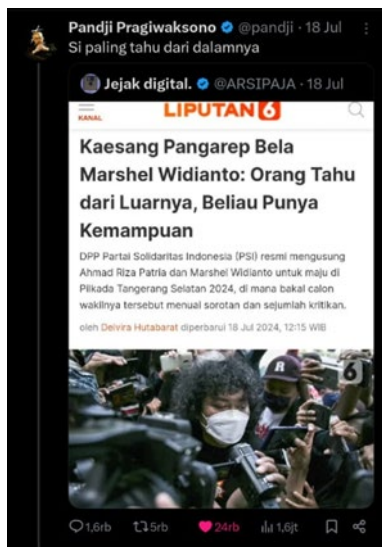 Pandji Pragiwaksono @pandji · 18 Jul
Si paling tahu dari dalamnya
Jejak digital. @ARSIPAJA · 18 Jul
KANAL
LIPUTAN 6
Kaesang Pangarep Bela
Marshel Widianto: Orang Tahu
dari Luarnya, Beliau Punya
Kemampuan
DPP Partai Solidaritas Indonesia (PSI) resmi mengusung
Ahmad Riza Patria dan Marshel Widianto untuk maju di
Pilkada Tangerang Selatan 2024, di mana bakal calon
wakilnya tersebut menuai sorotan dan sejumlah kritikan.
oleh Delvira Hutabarat diperbarui 18 Jul 2024, 12:15 WIB
R
6
1,6rb 5rb 24rb 1,6jt